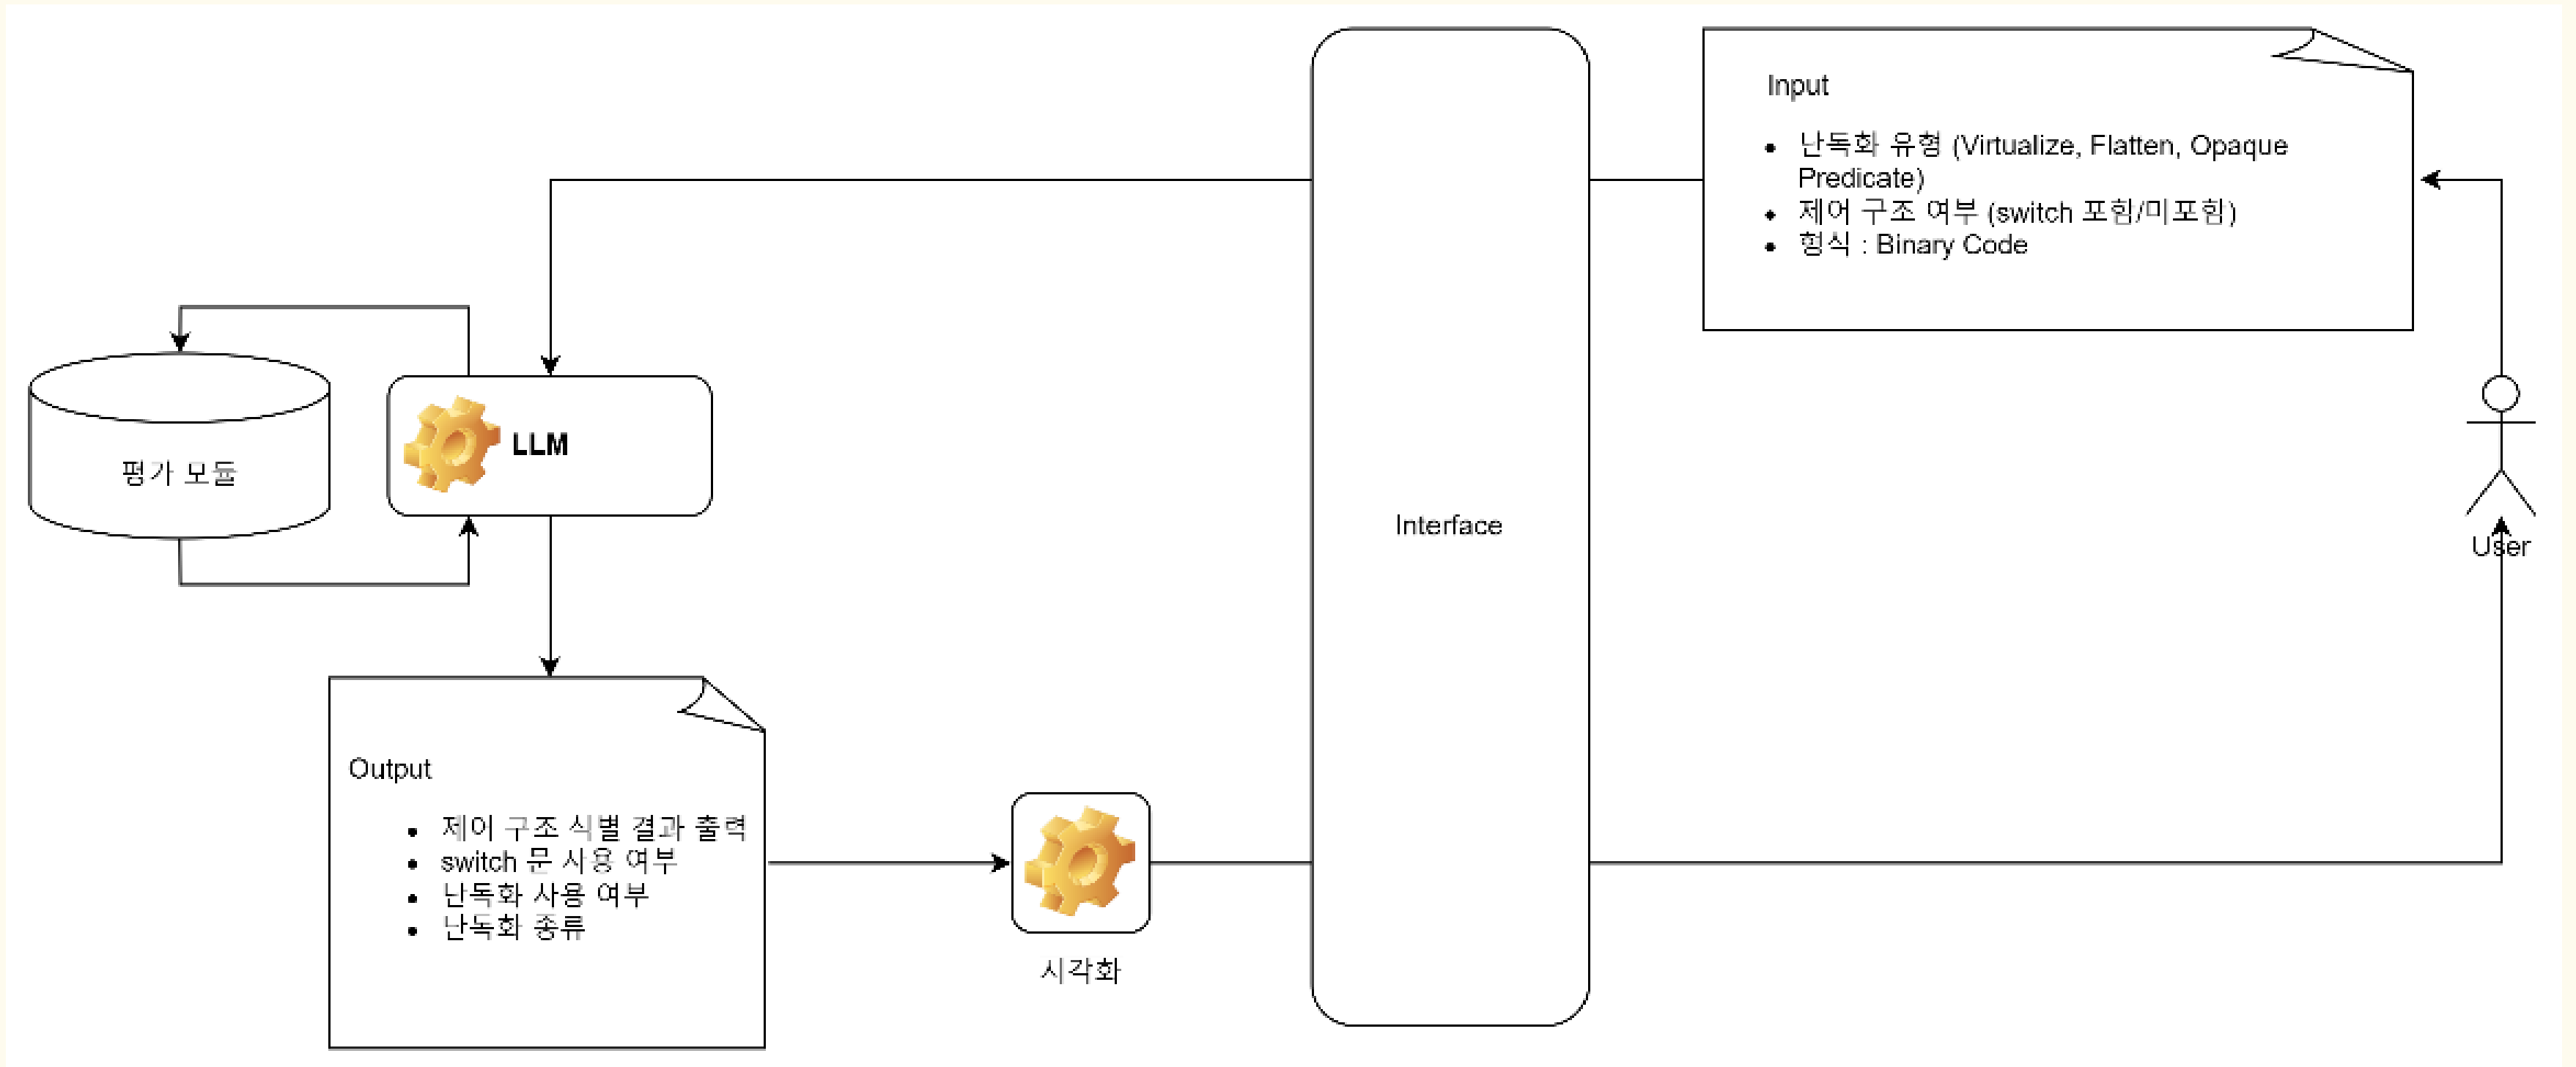 Input
난독화 유형 (Virtualize, Flatten, Opaque
Predicate)
제어 구조 여부 (switch 포함/미포함)
형식 : Binary Code
LLM
평가 모듈
Interface
User
Output
제어 구조 식별 결과 출력
switch 문 사용 여부
난독화 사용 여부
난독화 종류
시각화